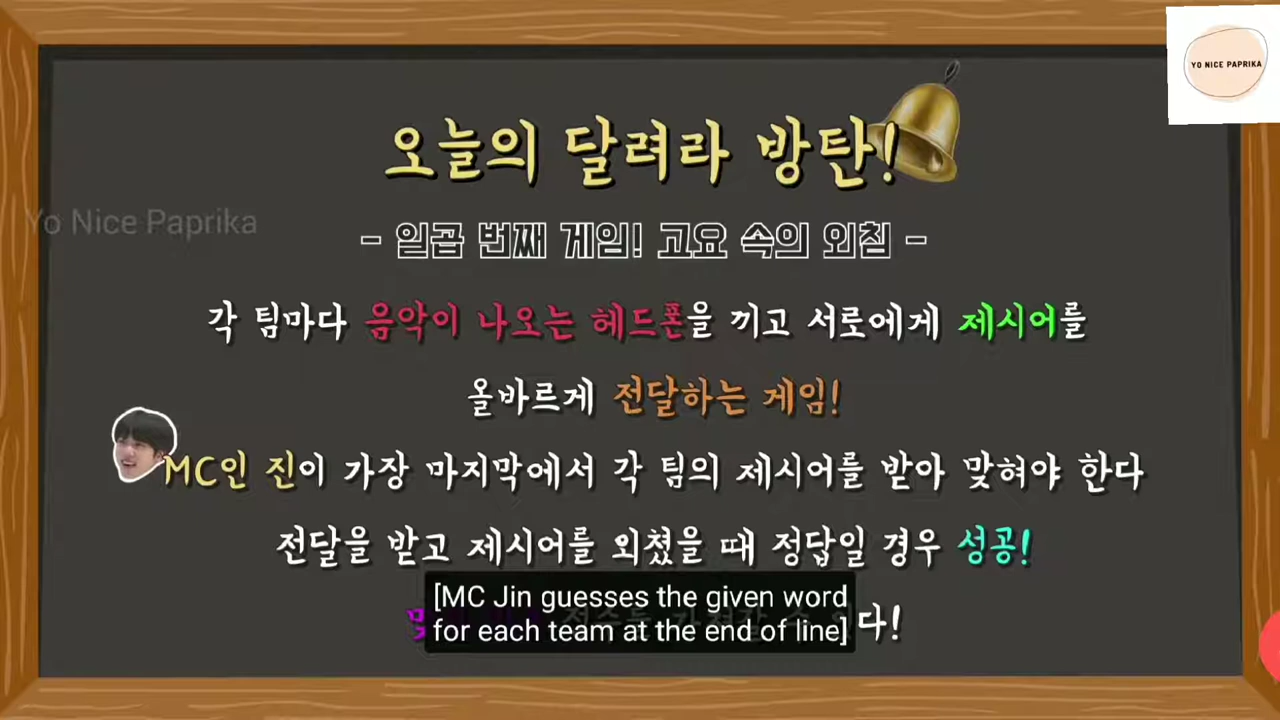 YO NICE PAPRIKA
오늘의 달려라 방탄!
Yo Nice Paprika
- 일곱 번째 게임! 고요 속의 외침 -
각 팀마다 음악이 나오는 헤드폰을 끼고 서로에게 제시어를
올바르게 전달하는 게임!
MC인 진이 가장 마지막에서 각 팀의 제시어를 받아 맞혀야 한다
전달을 받고 제시어를 외쳤을 때 정답일 경우 성공!
[MC Jin guesses the given word
for each team at the end of line]